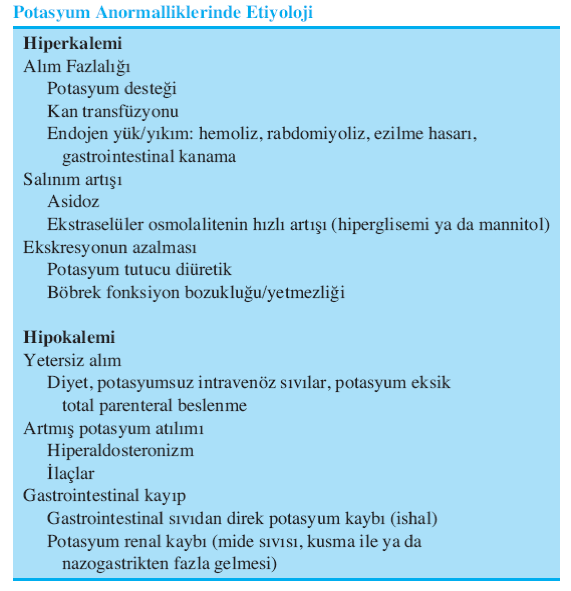 Potasyum Anormalliklerinde Etiyoloji
Hiperkalemi
Alım Fazlalığı
Potasyum desteği
Kan transfüzyonu
Endojen yük/yıkım: hemoliz, rabdomiyoliz, ezilme hasarı,
gastrointestinal kanama
Salınım artışı
Asidoz
Ekstraselüler osmolalitenin hızlı artışı (hiperglisemi ya da mannitol)
Ekskresyonun azalması
Potasyum tutucu diüretik
Böbrek fonksiyon bozukluğu/yetmezliği
Hipokalemi
Yetersiz alım
Diyet, potasyumsuz intravenöz sıvılar, potasyum eksik
total parenteral beslenme
Artmış potasyum atılımı
Hiperaldosteronizm
İlaçlar
Gastrointestinal kayıp
Gastrointestinal sıvıdan direk potasyum kaybı (ishal)
Potasyum renal kaybı (mide sıvısı, kusma ile ya da
nazogastrikten fazla gelmesi)